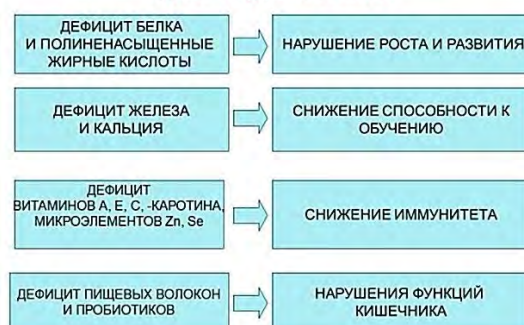 ДЕФИЦИТ БЕЛКА
И ПОЛИНЕНАСЫЩЕННЫЕ
ЖИРНЫЕ КИСЛОТЫ
НАРУШЕНИЕ РОСТА И РАЗВИТИЯ
ДЕФИЦИТ ЖЕЛЕЗА
И КАЛЬЦИЯ
СНИЖЕНИЕ СПОСОБНОСТИ К
ОБУЧЕНИЮ
ДЕФИЦИТ
ВИТАМИНОВ А, Е, С, -КАРОТИНА,
МИКРОЭЛЕМЕНТОВ Zn, Se
СНИЖЕНИЕ ИММУНИТЕТА
ДЕФИЦИТ ПИЩЕВЫХ ВОЛОКОН
И ПРОБИОТИКОВ
НАРУШЕНИЯ ФУНКЦИЙ
КИШЕЧНИКА